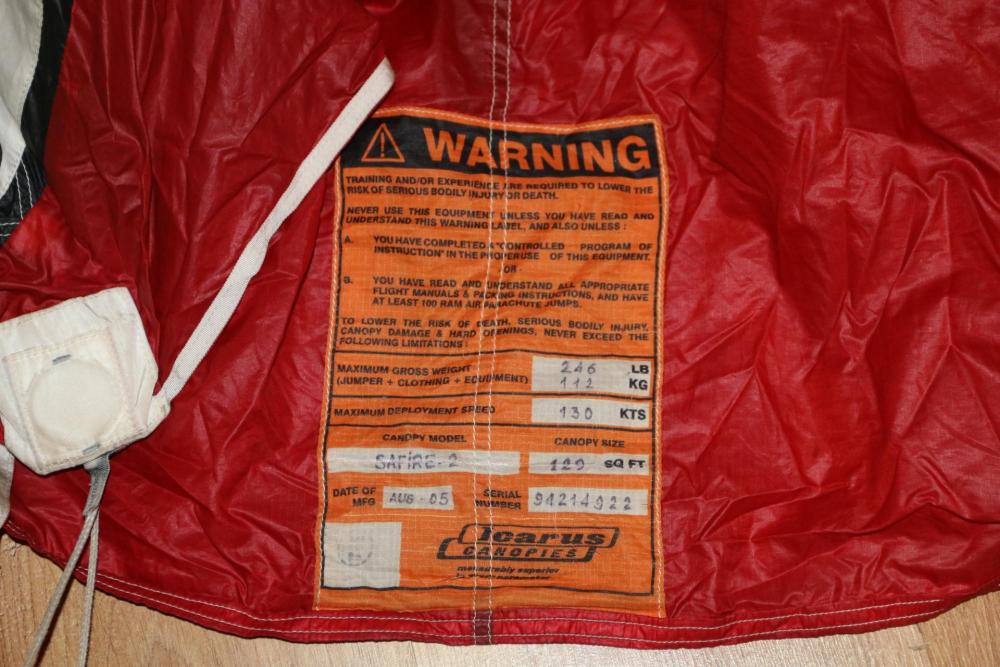 WARNING
TRAINING AND/OR EXPERIENCE ARE REQUIRED TO LOWER THE
RISK OF SERIOUS BODILY INJURY OR DEATH.
NEVER USE THIS EQUIPMENT UNLESS YOU HAVE READ AND
UNDERSTAND THIS WARNING LABEL, AND ALSO UNLESS :
A. YOU HAVE COMPLETED A "CONTROLLED PROGRAM OF
INSTRUCTION" IN THE PROPER USE OF THIS EQUIPMENT.
- OR -
B. YOU HAVE READ AND UNDERSTAND ALL APPROPRIATE
FLIGHT MANUALS & PACKING INSTRUCTIONS, AND HAVE
AT LEAST 100 RAM AIR PARACHUTE JUMPS.
TO LOWER THE RISK OF DEATH, SERIOUS BODILY INJURY,
CANOPY DAMAGE & HARD OPENINGS, NEVER EXCEED THE
FOLLOWING LIMITATIONS :
MAXIMUM GROSS WEIGHT 246 LB
(JUMPER + CLOTHING + EQUIPMENT) 112 KG
MAXIMUM DEPLOYMENT SPEED 130 KTS
CANOPY MODEL CANOPY SIZE
SAFIRE-2 129 SQ FT
DATE OF MFG AUG-05 SERIAL NUMBER 94214922
Icarus
CANOPIES
measurably superior